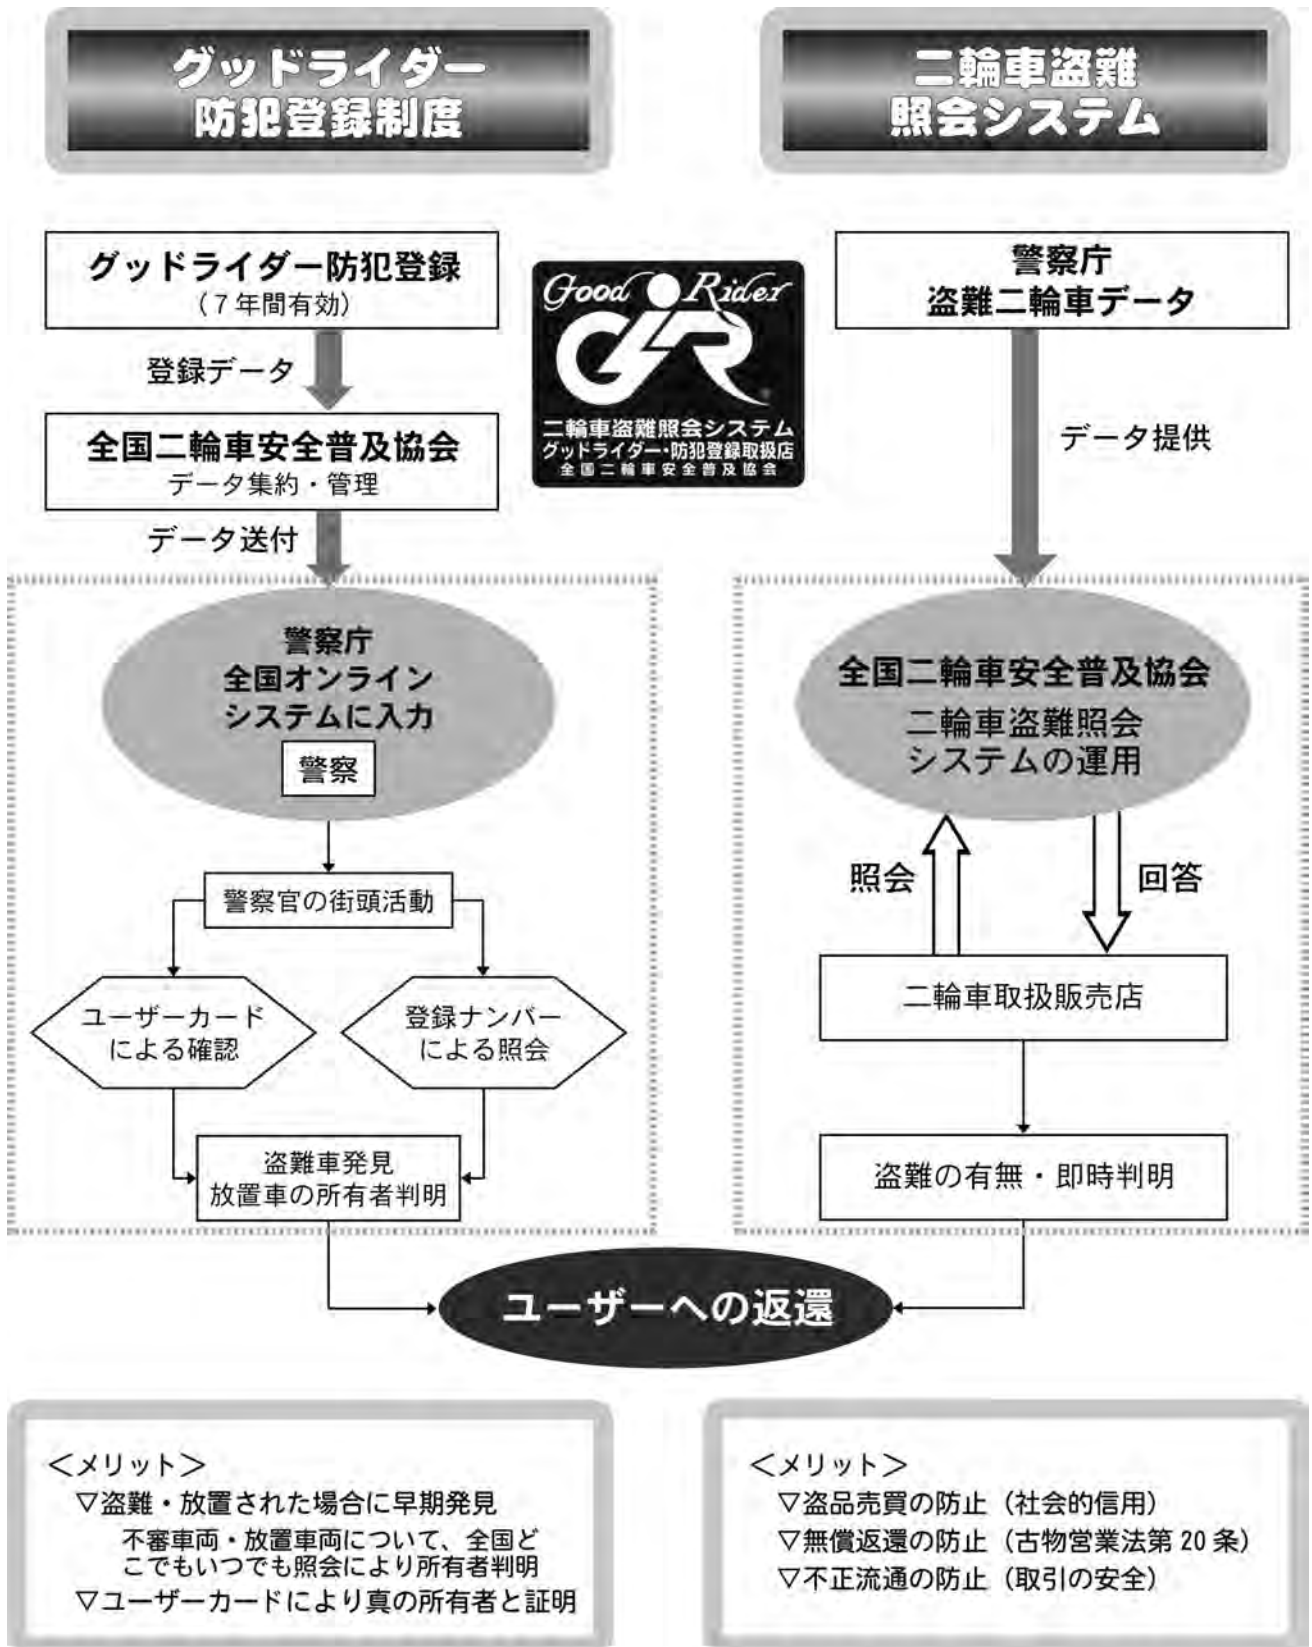 グッドライダー
防犯登録制度
グッドライダー防犯登録
(7年間有効)
登録データ
全国二輪車安全普及協会
データ集約・管理
データ送付
警察庁
全国オンライン
システムに入力
警察
警察官の街頭活動
ユーザーカード
による確認
登録ナンバー
による照会
盗難車発見
放置車の所有者判明
Good Rider
GR
二輪車盗難照会システム
グッドライダー・防犯登録取扱店
全国二輪車安全普及協会
二輪車盗難
照会システム
警察庁
盗難二輪車データ
データ提供
全国二輪車安全普及協会
二輪車盗難照会
システムの運用
照会
回答
二輪車取扱販売店
盗難の有無・即時判明
ユーザーへの返還
＜メリット＞
▽盗難・放置された場合に早期発見
不審車両・放置車両について、全国ど
こでもいつでも照会により所有者判明
▽ユーザーカードにより真の所有者と証明
＜メリット＞
▽盗品売買の防止（社会的信用）
▽無償返還の防止（古物営業法第 20 条）
▽不正流通の防止（取引の安全）